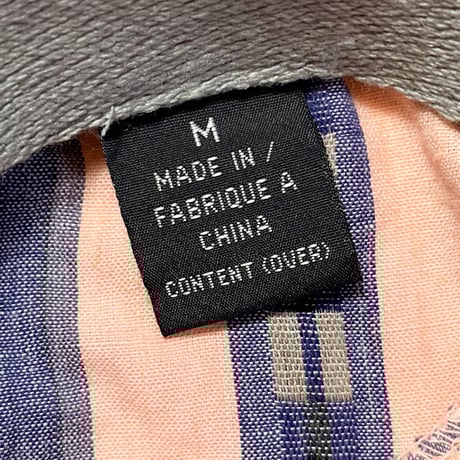 M
MADE IN /
FABRIQUE A
CHINA
CONTENT (OVER)